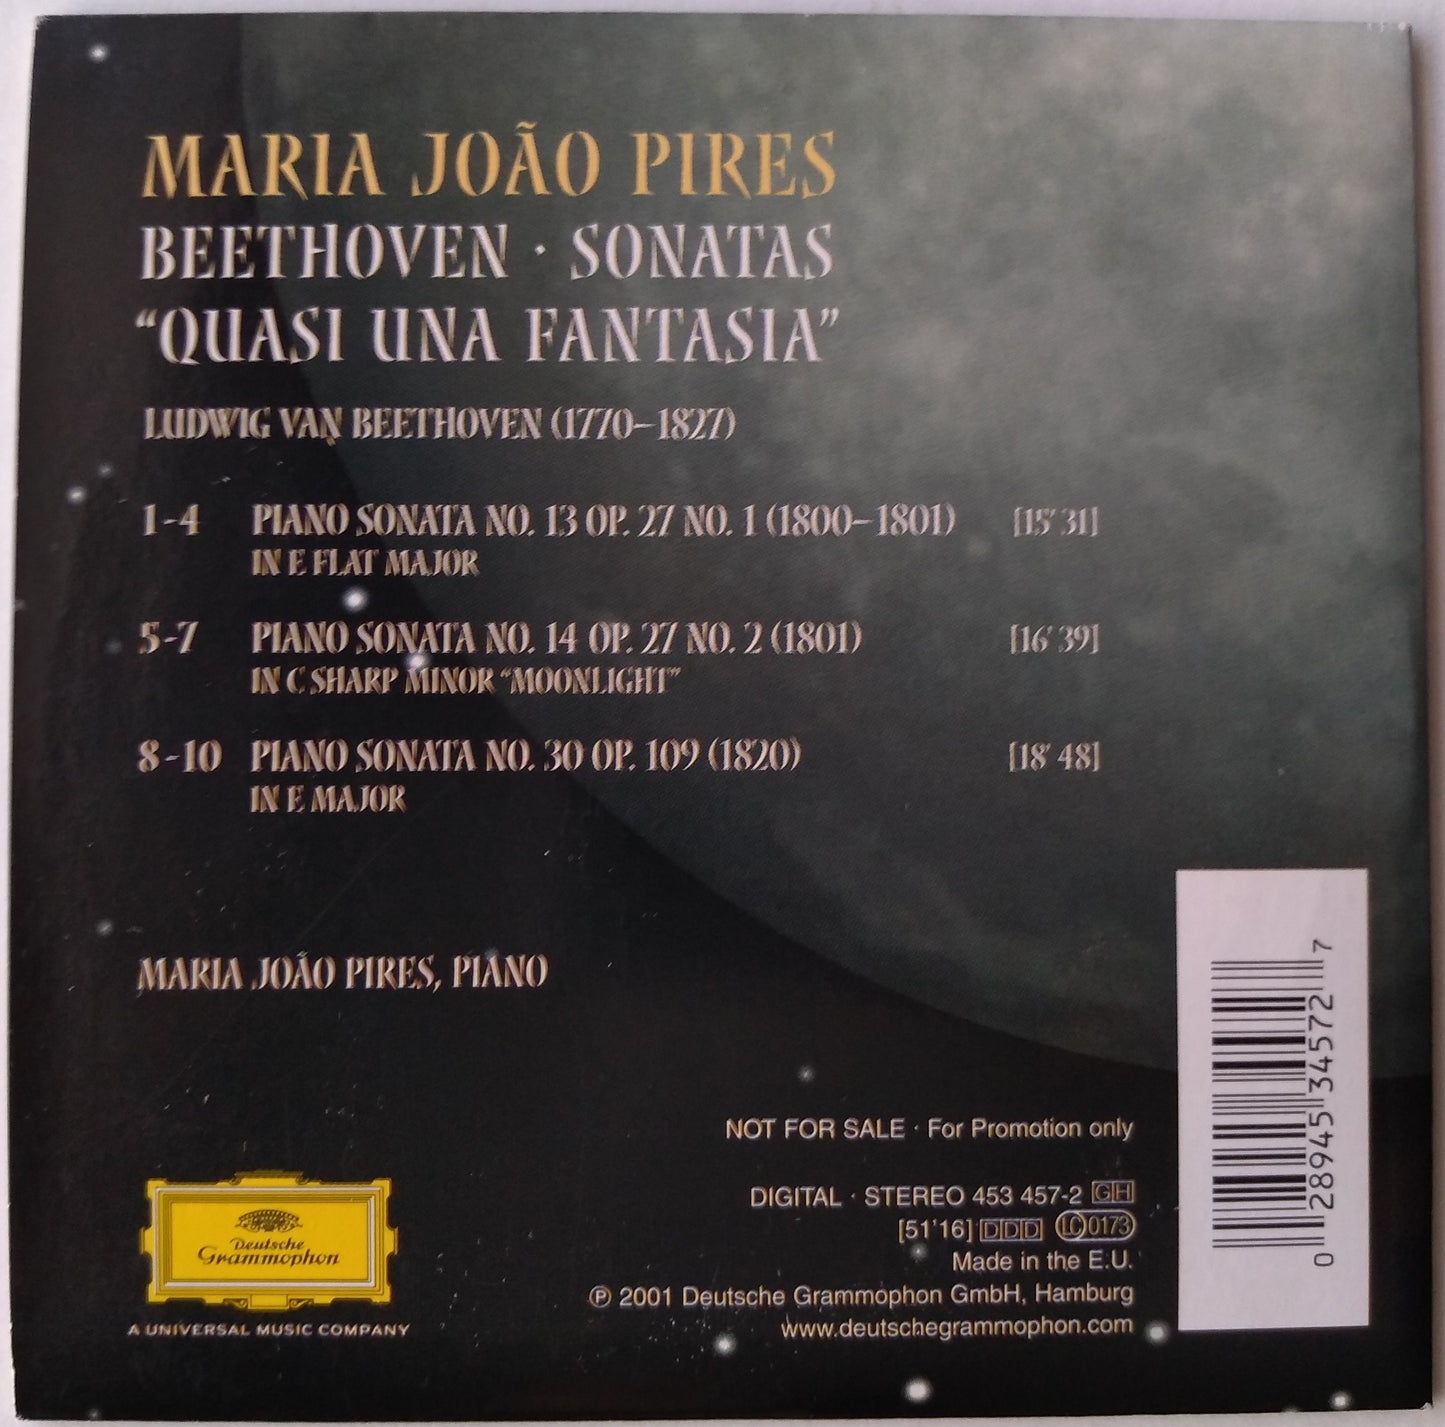 MARIA JOÃO PIRES
BEETHOVEN · SONATAS
“QUASI UNA FANTASIA”
LUDWIG VAN BEETHOVEN (1770–1827)
1-4 PIANO SONATA NO. 13 OP. 27 NO. 1 (1800–1801) [15' 31]
IN E FLAT MAJOR
5-7 PIANO SONATA NO. 14 OP. 27 NO. 2 (1801) [16' 39]
IN C SHARP MINOR “MOONLIGHT”
8-10 PIANO SONATA NO. 30 OP. 109 (1820) [18' 48]
IN E MAJOR
MARIA JOÃO PIRES, PIANO
NOT FOR SALE · For Promotion only
DIGITAL · STEREO 453 457-2 GH
[51'16] DDD LC 0173
Made in the E.U.
℗ 2001 Deutsche Grammophon GmbH, Hamburg
www.deutschegrammophon.com
Deutsche
Grammophon
A UNIVERSAL MUSIC COMPANY
0 28945 34572 7